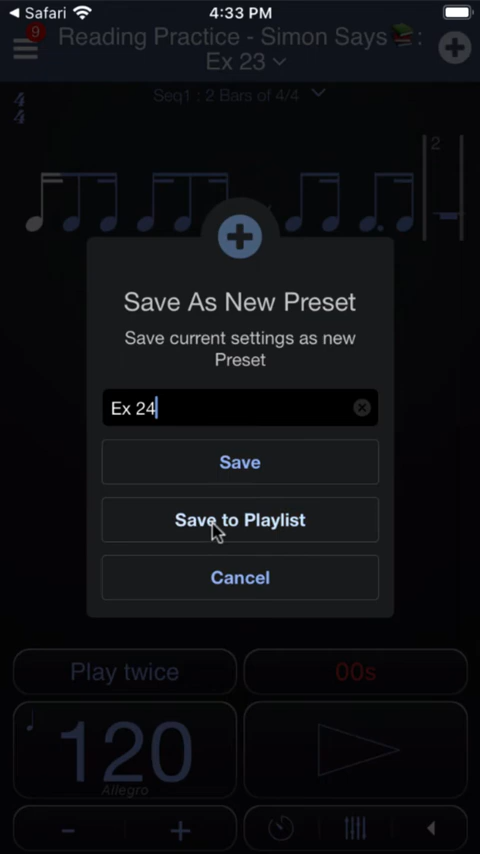 Safari
4:33 PM
9
Reading Practice - Simon Says📚:
Ex 23
4
4
Seq1 : 2 Bars of 4/4
2
Save As New Preset
Save current settings as new
Preset
Ex 24
Save
Save to Playlist
Cancel
Play twice
00s
120
Allegro
- +